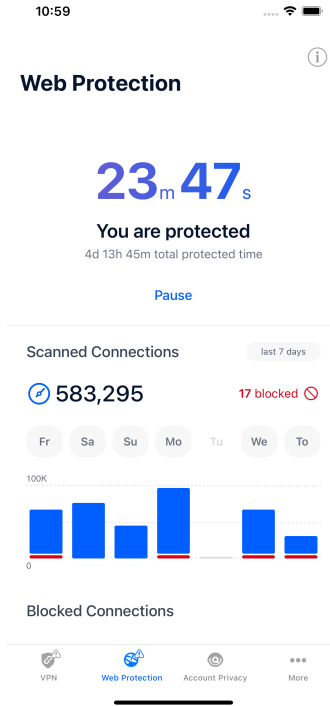 10:59
Web Protection
23m 47s
You are protected
4d 13h 45m total protected time
Pause
Scanned Connections last 7 days
583,295 17 blocked
Fr Sa Su Mo Tu We To
100K
0
Blocked Connections
VPN Web Protection Account Privacy More